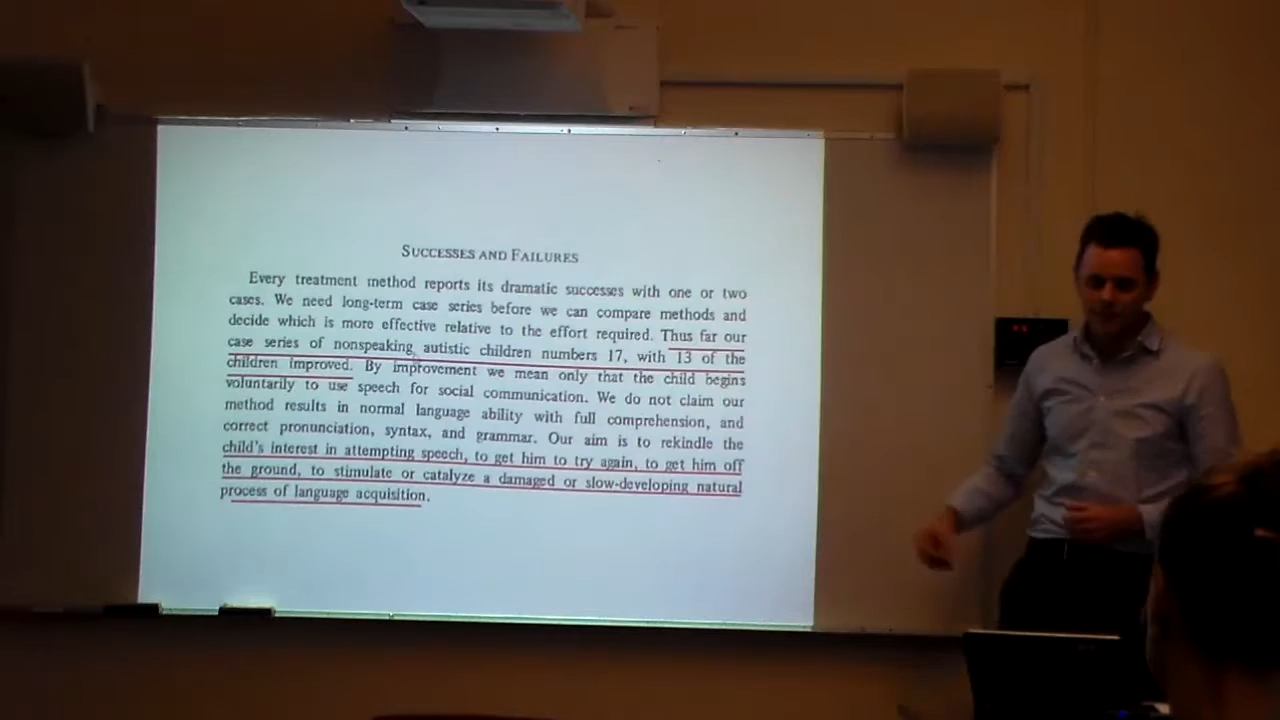 SUCCESSES AND FAILURES
Every treatment method reports its dramatic successes with one or two
cases. We need long-term case series before we can compare methods and
decide which is more effective relative to the effort required. Thus far our
case series of nonspeaking autistic children numbers 17, with 13 of the
children improved. By improvement we mean only that the child begins
voluntarily to use speech for social communication. We do not claim our
method results in normal language ability with full comprehension, and
correct pronunciation, syntax, and grammar. Our aim is to rekindle the
child's interest in attempting speech, to get him to try again, to get him off
the ground, to stimulate or catalyze a damaged or slow-developing natural
process of language acquisition.